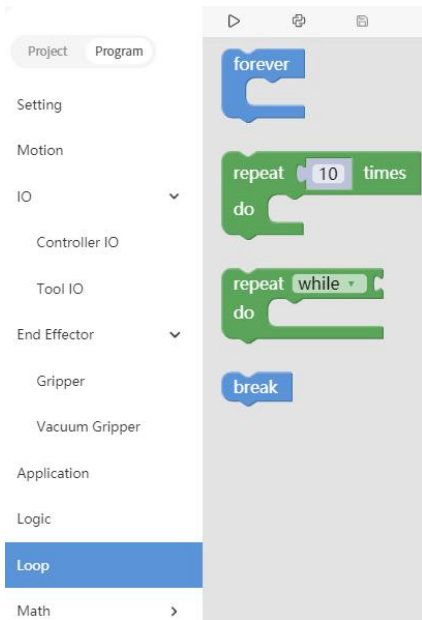 Project Program
Setting
Motion
IO
Controller IO
Tool IO
End Effector
Gripper
Vacuum Gripper
Application
Logic
Loop
Math
forever
repeat 10 times
do
repeat while
do
break